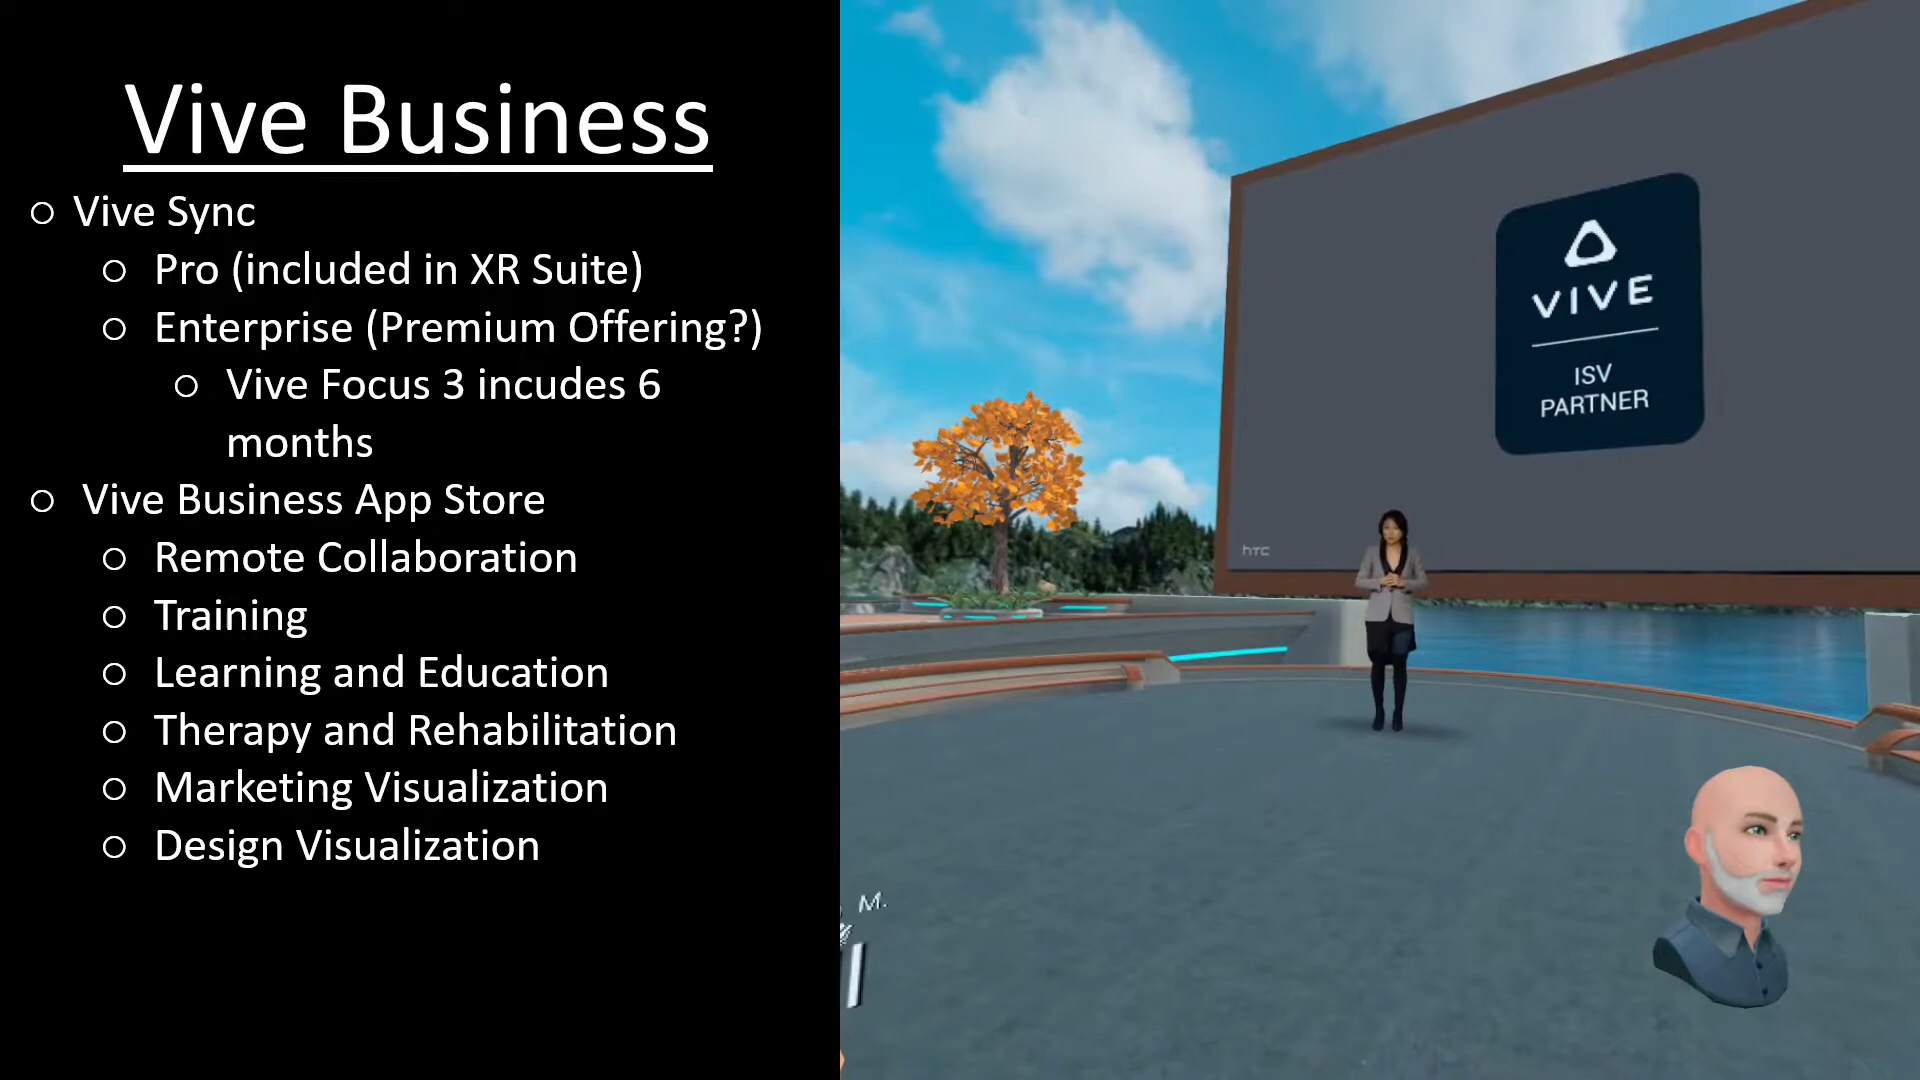 Vive Business
Vive Sync
Pro (included in XR Suite)
Enterprise (Premium Offering?)
Vive Focus 3 incudes 6
months
Vive Business App Store
Remote Collaboration
Training
Learning and Education
Therapy and Rehabilitation
Marketing Visualization
Design Visualization
VIVE
ISV
PARTNER
hTC
M.